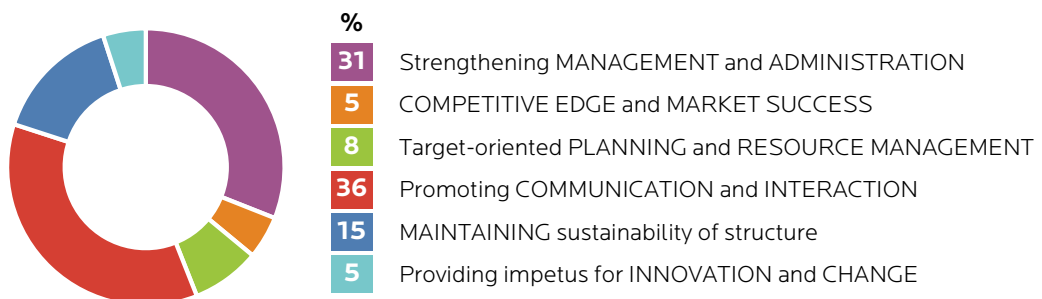 %
31 Strengthening MANAGEMENT and ADMINISTRATION
5 COMPETITIVE EDGE and MARKET SUCCESS
8 Target-oriented PLANNING and RESOURCE MANAGEMENT
36 Promoting COMMUNICATION and INTERACTION
15 MAINTAINING sustainability of structure
5 Providing impetus for INNOVATION and CHANGE